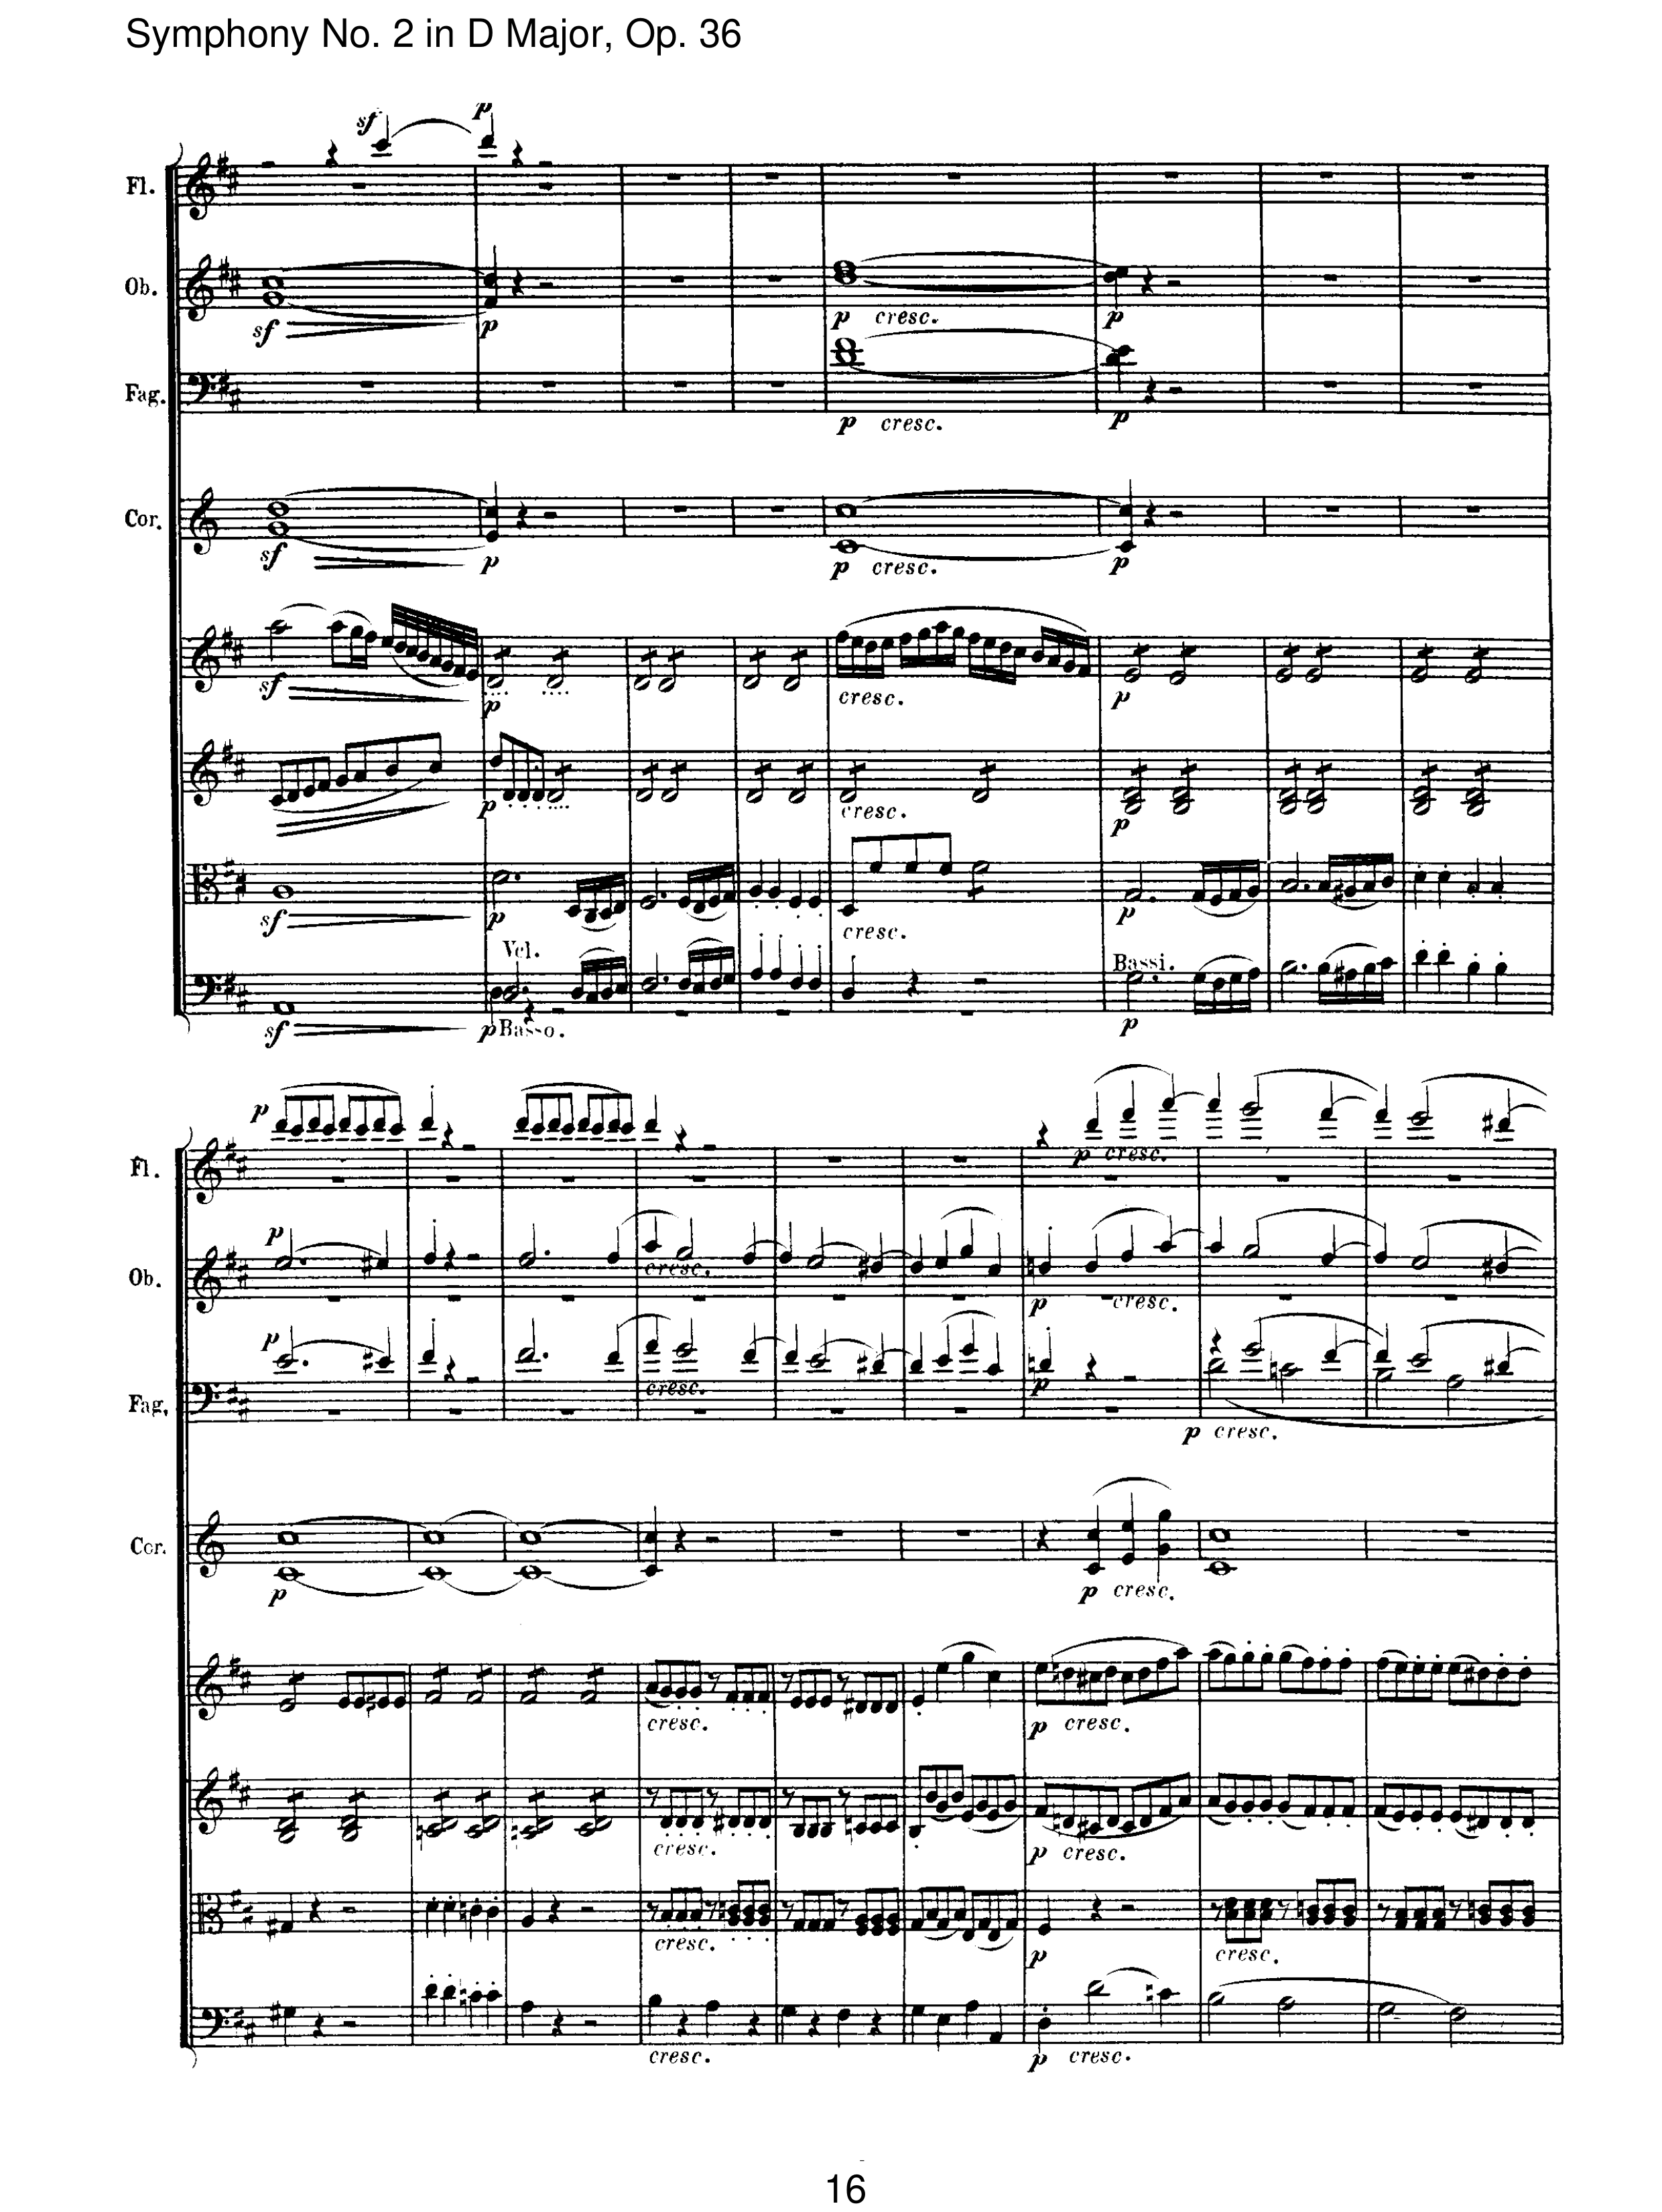 Symphony No. 2 in D Major, Op. 36
sf p
Fl.
Ob.
sf p p cresc. p
Fag.
p cresc. p
Cor.
sf p p cresc. p
sf p cresc. p
p cresc. p
sf p cresc. p
Vcl. Bassi.
sf p Basso. p
p
Fl. p cresc.
p
Ob. cresc. p cresc.
p
Fag. cresc. p p cresc.
Cor.
p p cresc.
cresc. p cresc.
cresc. p cresc.
cresc. p cresc.
cresc. p cresc.
16